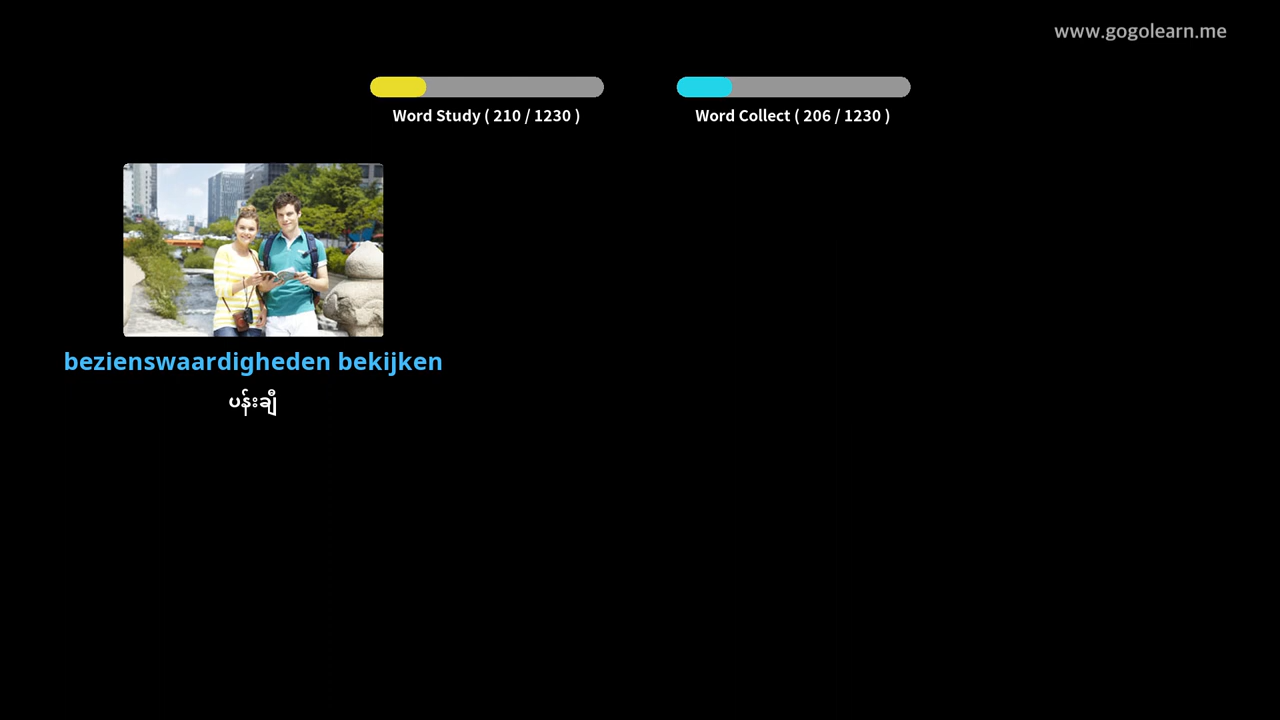 www.gogolearn.me
Word Study ( 210 / 1230 )
Word Collect ( 206 / 1230 )
bezienswaardigheden bekijken
ပန်းချီ